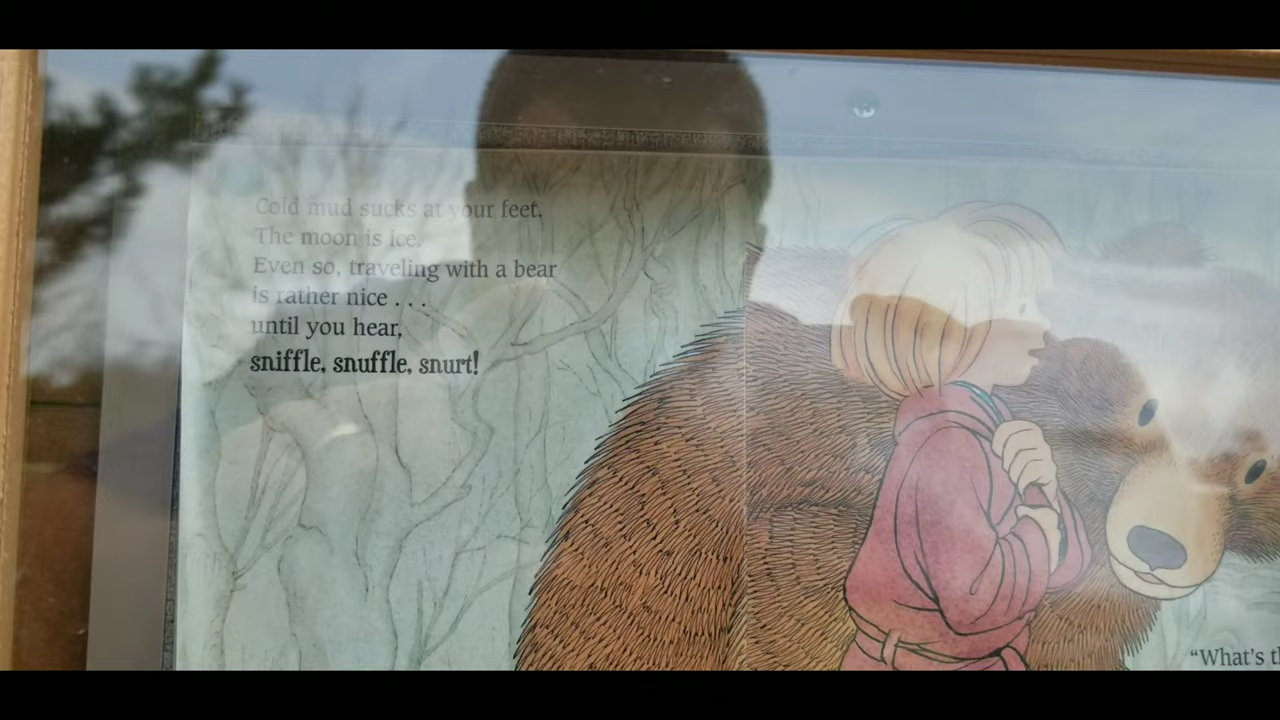 Cold mud sucks at your feet.
The moon is ice.
Even so, traveling with a bear
is rather nice . . .
until you hear,
sniffle, snuffle, snurt!
“What's